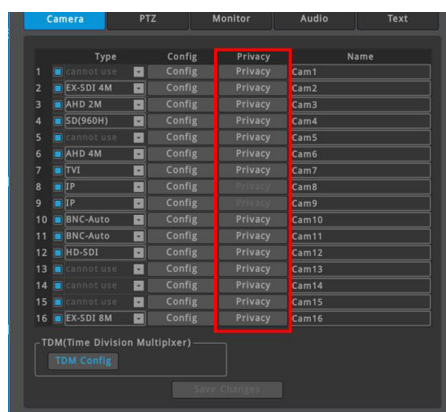 Camera PTZ Monitor Audio Text
Type Config Privacy Name
1 cannot use Config Privacy Cam1
2 EX-SDI 4M Config Privacy Cam2
3 AHD 2M Config Privacy Cam3
4 SD(960H) Config Privacy Cam4
5 cannot use Config Privacy Cam5
6 AHD 4M Config Privacy Cam6
7 TVI Config Privacy Cam7
8 IP Config Privacy Cam8
9 IP Config Privacy Cam9
10 BNC-Auto Config Privacy Cam10
11 BNC-Auto Config Privacy Cam11
12 HD-SDI Config Privacy Cam12
13 cannot use Config Privacy Cam13
14 cannot use Config Privacy Cam14
15 cannot use Config Privacy Cam15
16 EX-SDI 8M Config Privacy Cam16
TDM(Time Division Multiplxer)
TDM Config
Save Changes